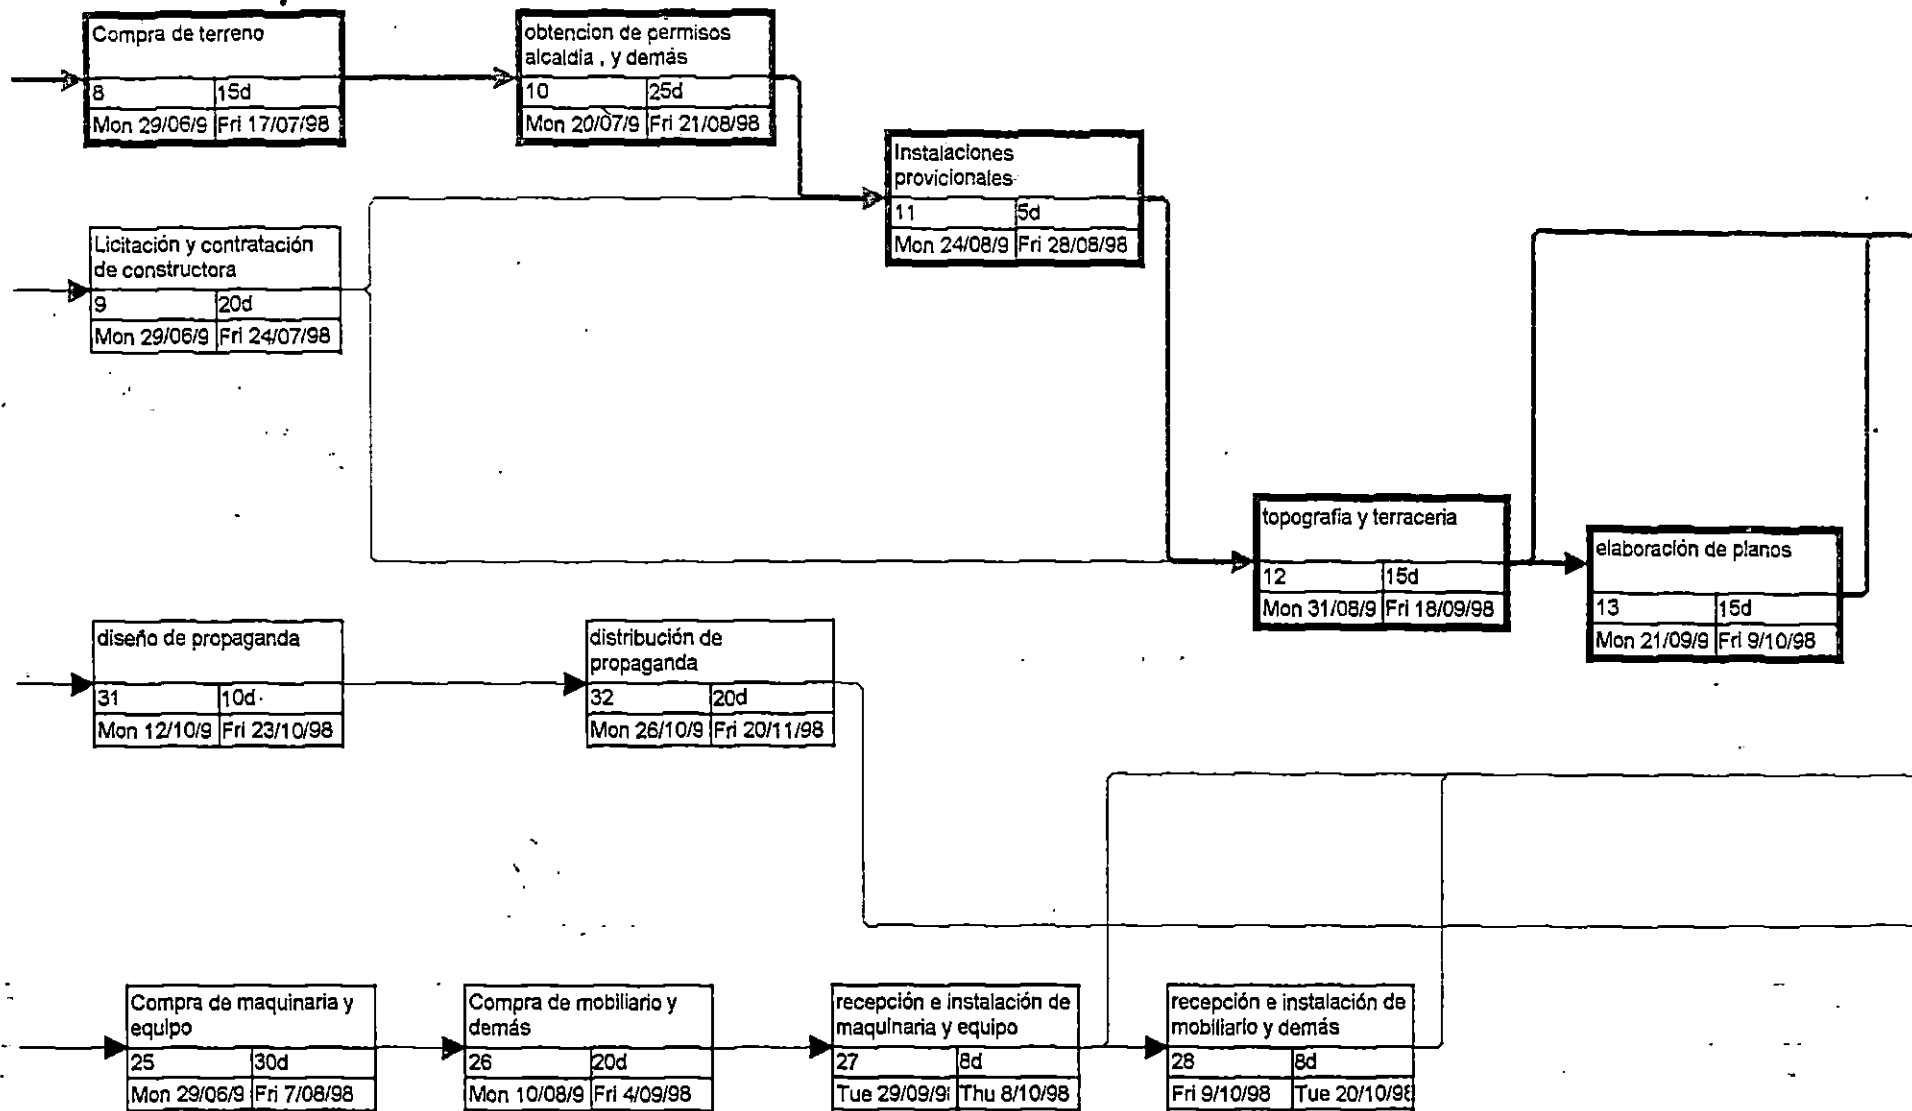 Compra de terreno
8 15d
Mon 29/06/9 Fri 17/07/98
obtencion de permisos
alcaldia , y demás
10 25d
Mon 20/07/9 Fri 21/08/98
Instalaciones
provicionales
11 5d
Mon 24/08/9 Fri 28/08/98
Licitación y contratación
de constructora
9 20d
Mon 29/06/9 Fri 24/07/98
topografia y terraceria
12 15d
Mon 31/08/9 Fri 18/09/98
elaboración de planos
13 15d
Mon 21/09/9 Fri 9/10/98
diseño de propaganda
31 10d
Mon 12/10/9 Fri 23/10/98
distribución de
propaganda
32 20d
Mon 26/10/9 Fri 20/11/98
Compra de maquinaria y
equipo
25 30d
Mon 29/06/9 Fri 7/08/98
Compra de mobiliario y
demás
26 20d
Mon 10/08/9 Fri 4/09/98
recepción e instalación de
maquinaria y equipo
27 8d
Tue 29/09/9 Thu 8/10/98
recepción e instalación de
mobiliario y demás
28 8d
Fri 9/10/98 Tue 20/10/98